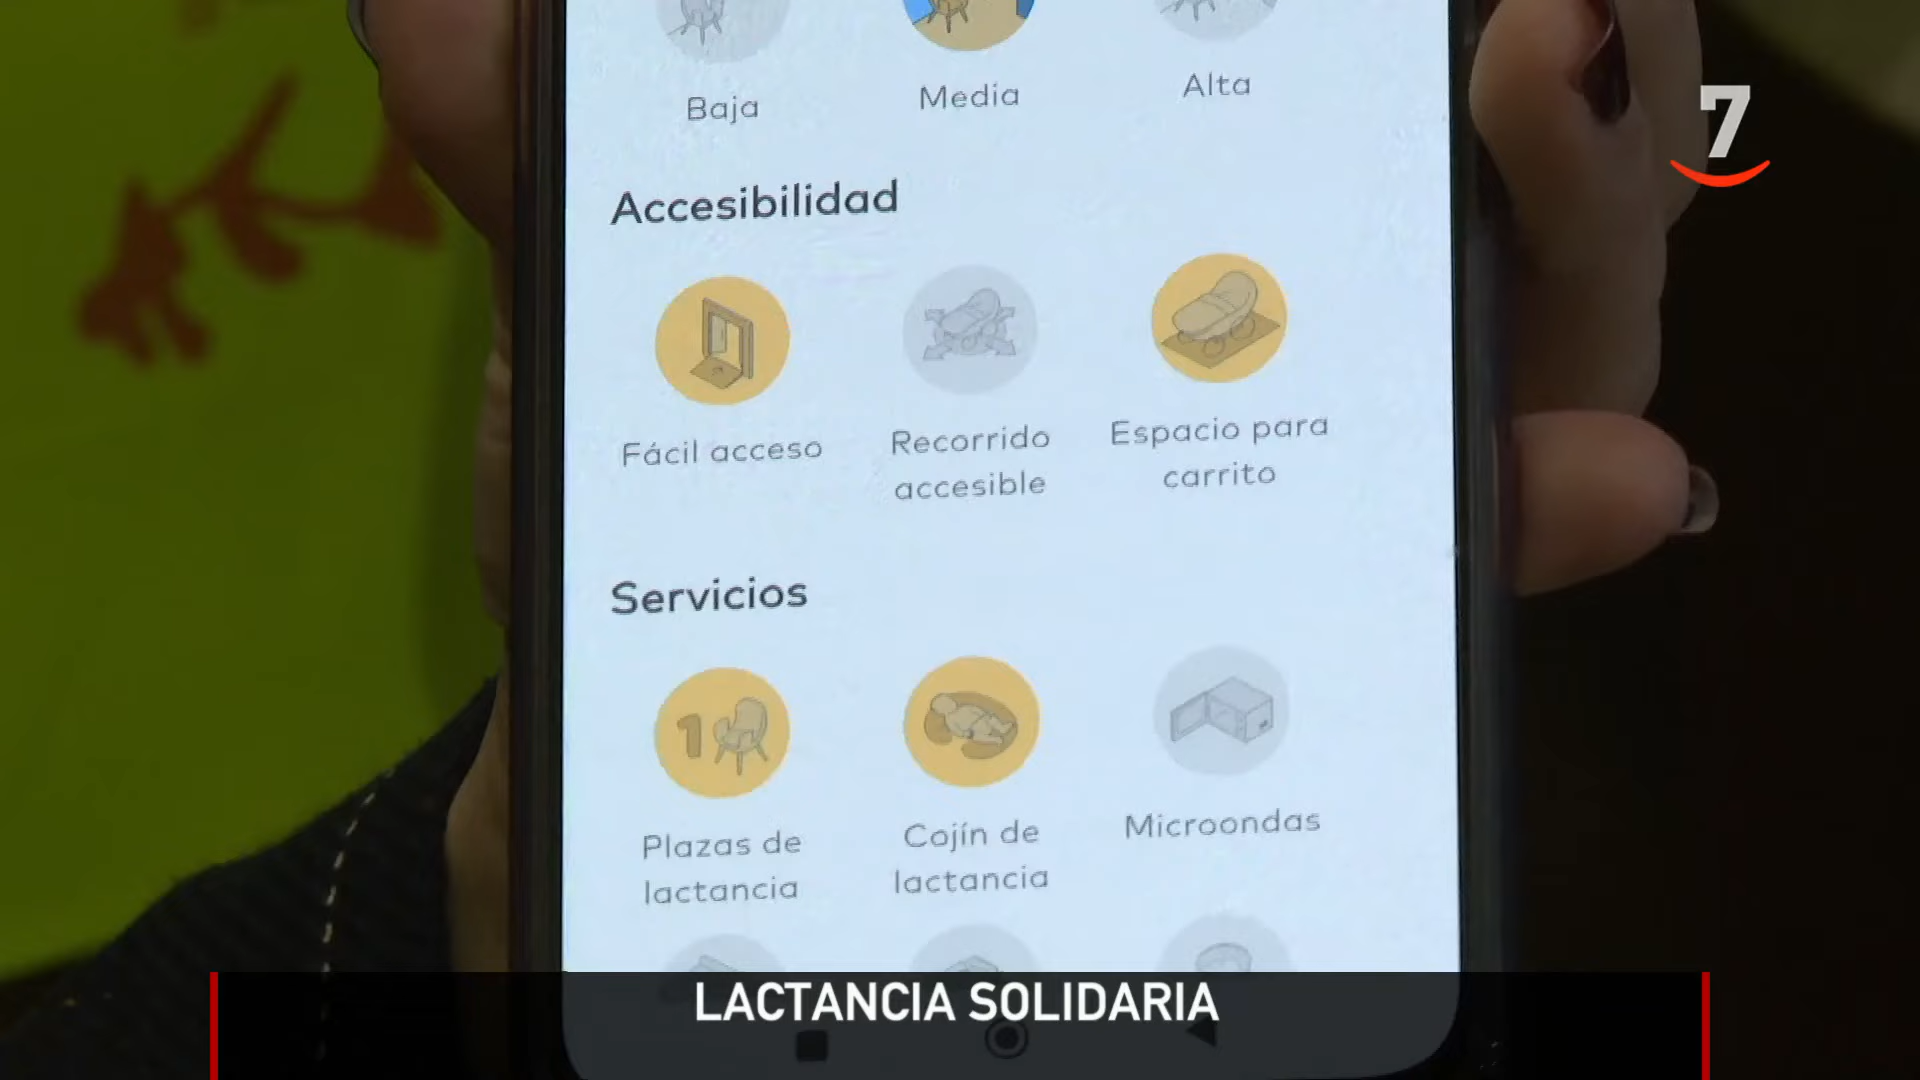 Baja
Media
Alta
7
Accesibilidad
Fácil acceso
Recorrido
accesible
Espacio para
carrito
Servicios
1
Plazas de
lactancia
Cojín de
lactancia
Microondas
LACTANCIA SOLIDARIA